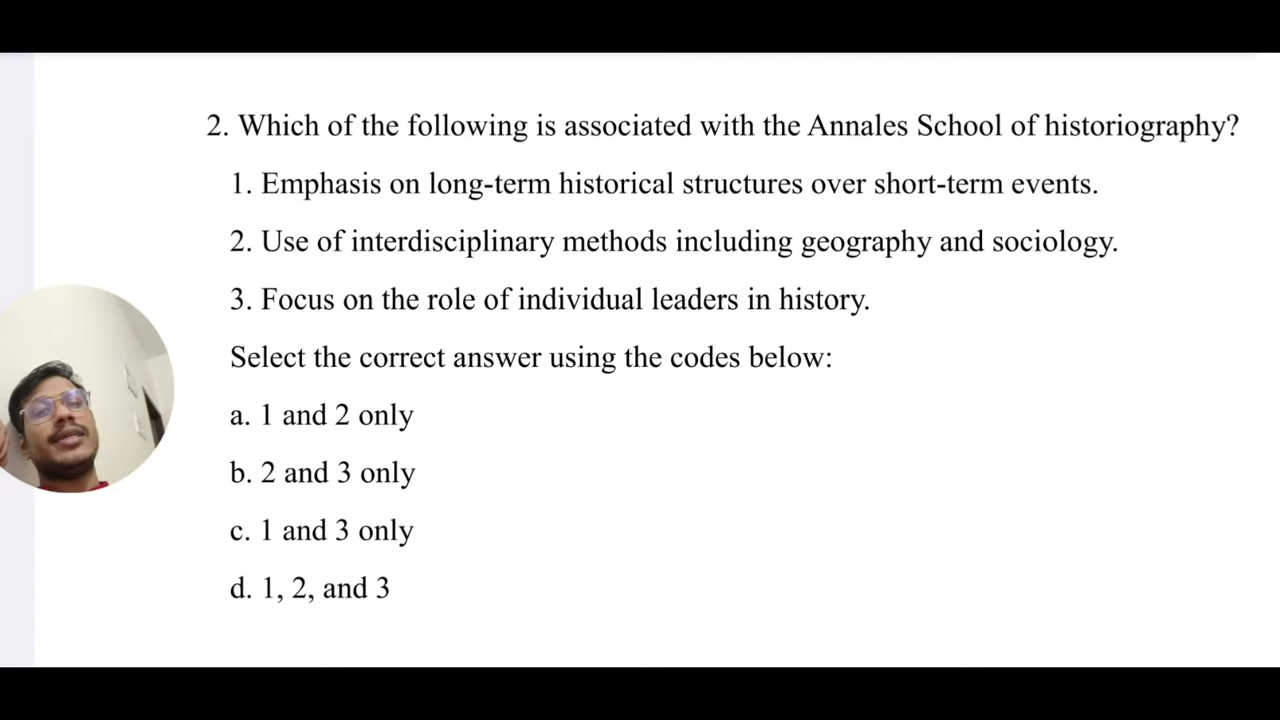 2. Which of the following is associated with the Annales School of historiography?
1. Emphasis on long-term historical structures over short-term events.
2. Use of interdisciplinary methods including geography and sociology.
3. Focus on the role of individual leaders in history.
Select the correct answer using the codes below:
a. 1 and 2 only
b. 2 and 3 only
c. 1 and 3 only
d. 1, 2, and 3